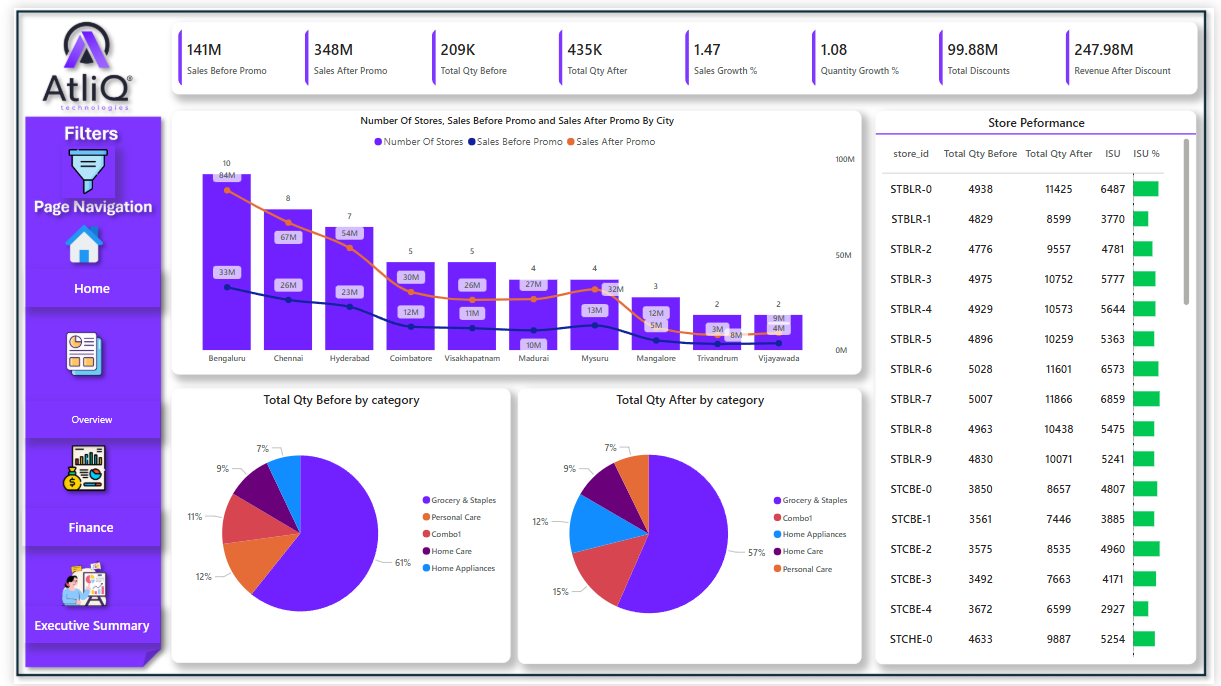 AtliQ®
technologies
Filters
Page Navigation
Home
Overview
Finance
Executive Summary
141M
Sales Before Promo
348M
Sales After Promo
209K
Total Qty Before
435K
Total Qty After
1.47
Sales Growth %
1.08
Quantity Growth %
99.88M
Total Discounts
247.98M
Revenue After Discount
Number Of Stores, Sales Before Promo and Sales After Promo By City
Number Of Stores Sales Before Promo Sales After Promo
100M
50M
0M
10 8 7 5 5 4 4 3 2 2
84M 67M 54M 30M 26M 27M 32M 12M 3M 9M
33M 26M 23M 12M 11M 10M 13M 5M 8M 4M
Bengaluru Chennai Hyderabad Coimbatore Visakhapatnam Madurai Mysuru Mangalore Trivandrum Vijayawada
Total Qty Before by category
7%
9%
11%
12%
61%
Grocery & Staples
Personal Care
Combo1
Home Care
Home Appliances
Total Qty After by category
7%
9%
12%
15%
57%
Grocery & Staples
Combo1
Home Appliances
Home Care
Personal Care
Store Peformance
store_id Total Qty Before Total Qty After ISU ISU %
STBLR-0 4938 11425 6487
STBLR-1 4829 8599 3770
STBLR-2 4776 9557 4781
STBLR-3 4975 10752 5777
STBLR-4 4929 10573 5644
STBLR-5 4896 10259 5363
STBLR-6 5028 11601 6573
STBLR-7 5007 11866 6859
STBLR-8 4963 10438 5475
STBLR-9 4830 10071 5241
STCBE-0 3850 8657 4807
STCBE-1 3561 7446 3885
STCBE-2 3575 8535 4960
STCBE-3 3492 7663 4171
STCBE-4 3672 6599 2927
STCHE-0 4633 9887 5254